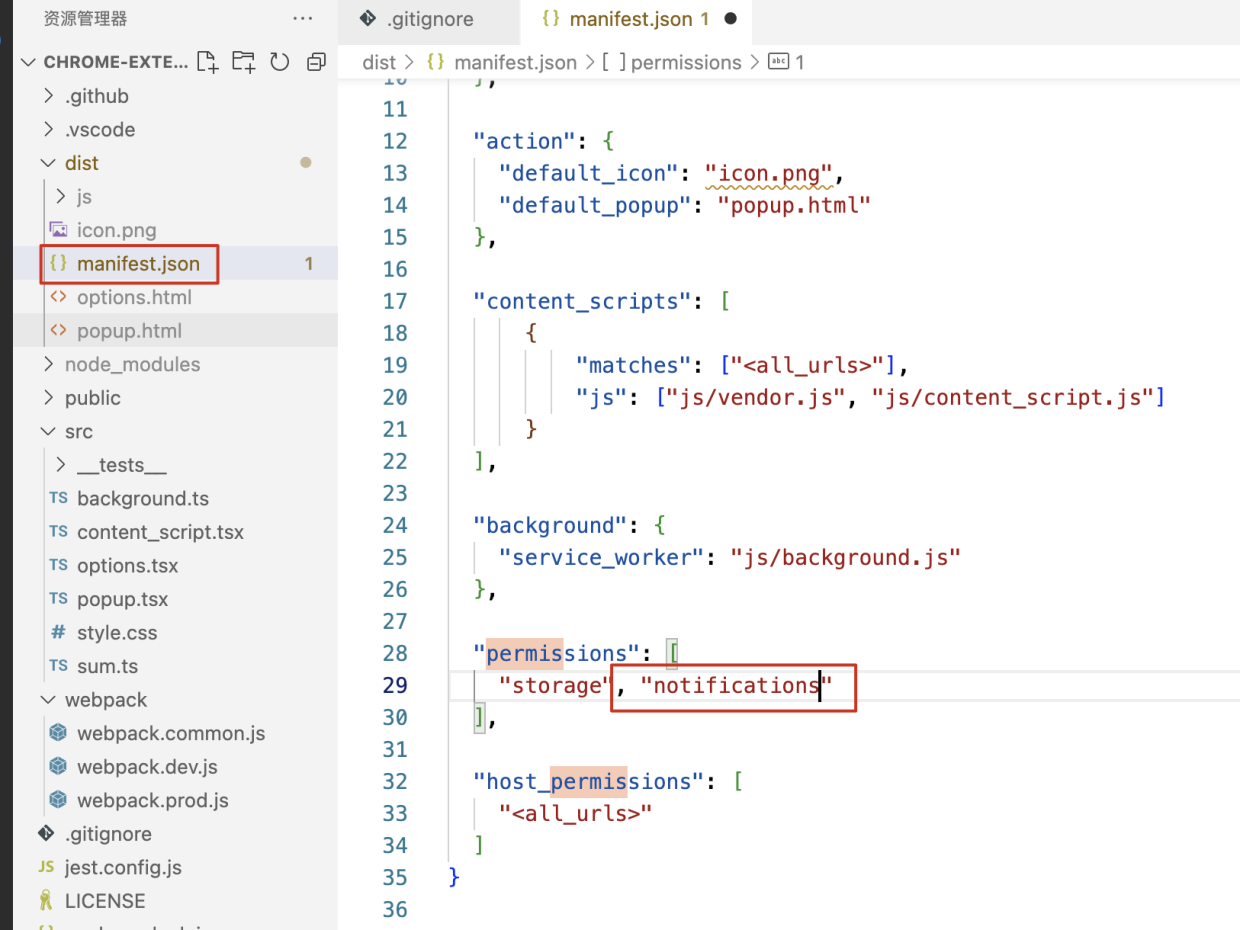 资源管理器
CHROME-EXTE...
.github
.vscode
dist
js
icon.png
manifest.json 1
options.html
popup.html
node_modules
public
src
__tests__
TS background.ts
TS content_script.tsx
TS options.tsx
TS popup.tsx
# style.css
TS sum.ts
webpack
webpack.common.js
webpack.dev.js
webpack.prod.js
.gitignore
JS jest.config.js
LICENSE
.gitignore
{} manifest.json 1
dist > {} manifest.json > [ ] permissions > abc 1
10 ],
11
12 "action": {
13 "default_icon": "icon.png",
14 "default_popup": "popup.html"
15 },
16
17 "content_scripts": [
18 {
19 "matches": ["<all_urls>"],
20 "js": ["js/vendor.js", "js/content_script.js"]
21 }
22 ],
23
24 "background": {
25 "service_worker": "js/background.js"
26 },
27
28 "permissions": [
29 "storage", "notifications"
30 ],
31
32 "host_permissions": [
33 "<all_urls>"
34 ]
35 }
36